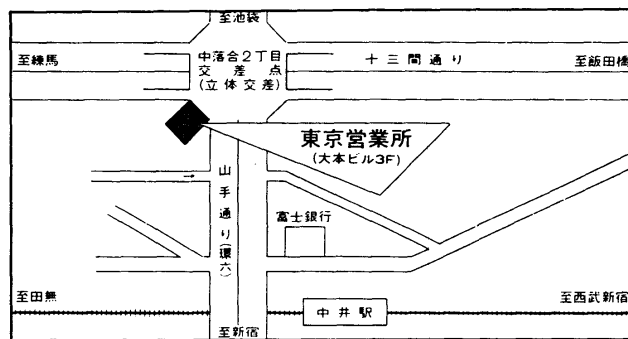 至池袋
至練馬
中落合2丁目
交差点
(立体交差)
十三間通り
至飯田橋
東京営業所
(大本ビル3F)
→
山手通り(環六)
富士銀行
至田無
至西武新宿
中井駅
至新宿